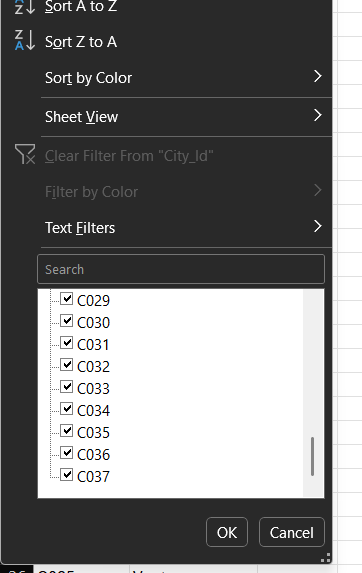 Sort A to Z
Sort Z to A
Sort by Color
Sheet View
Clear Filter From "City_Id"
Filter by Color
Text Filters
Search
C029
C030
C031
C032
C033
C034
C035
C036
C037
OK
Cancel